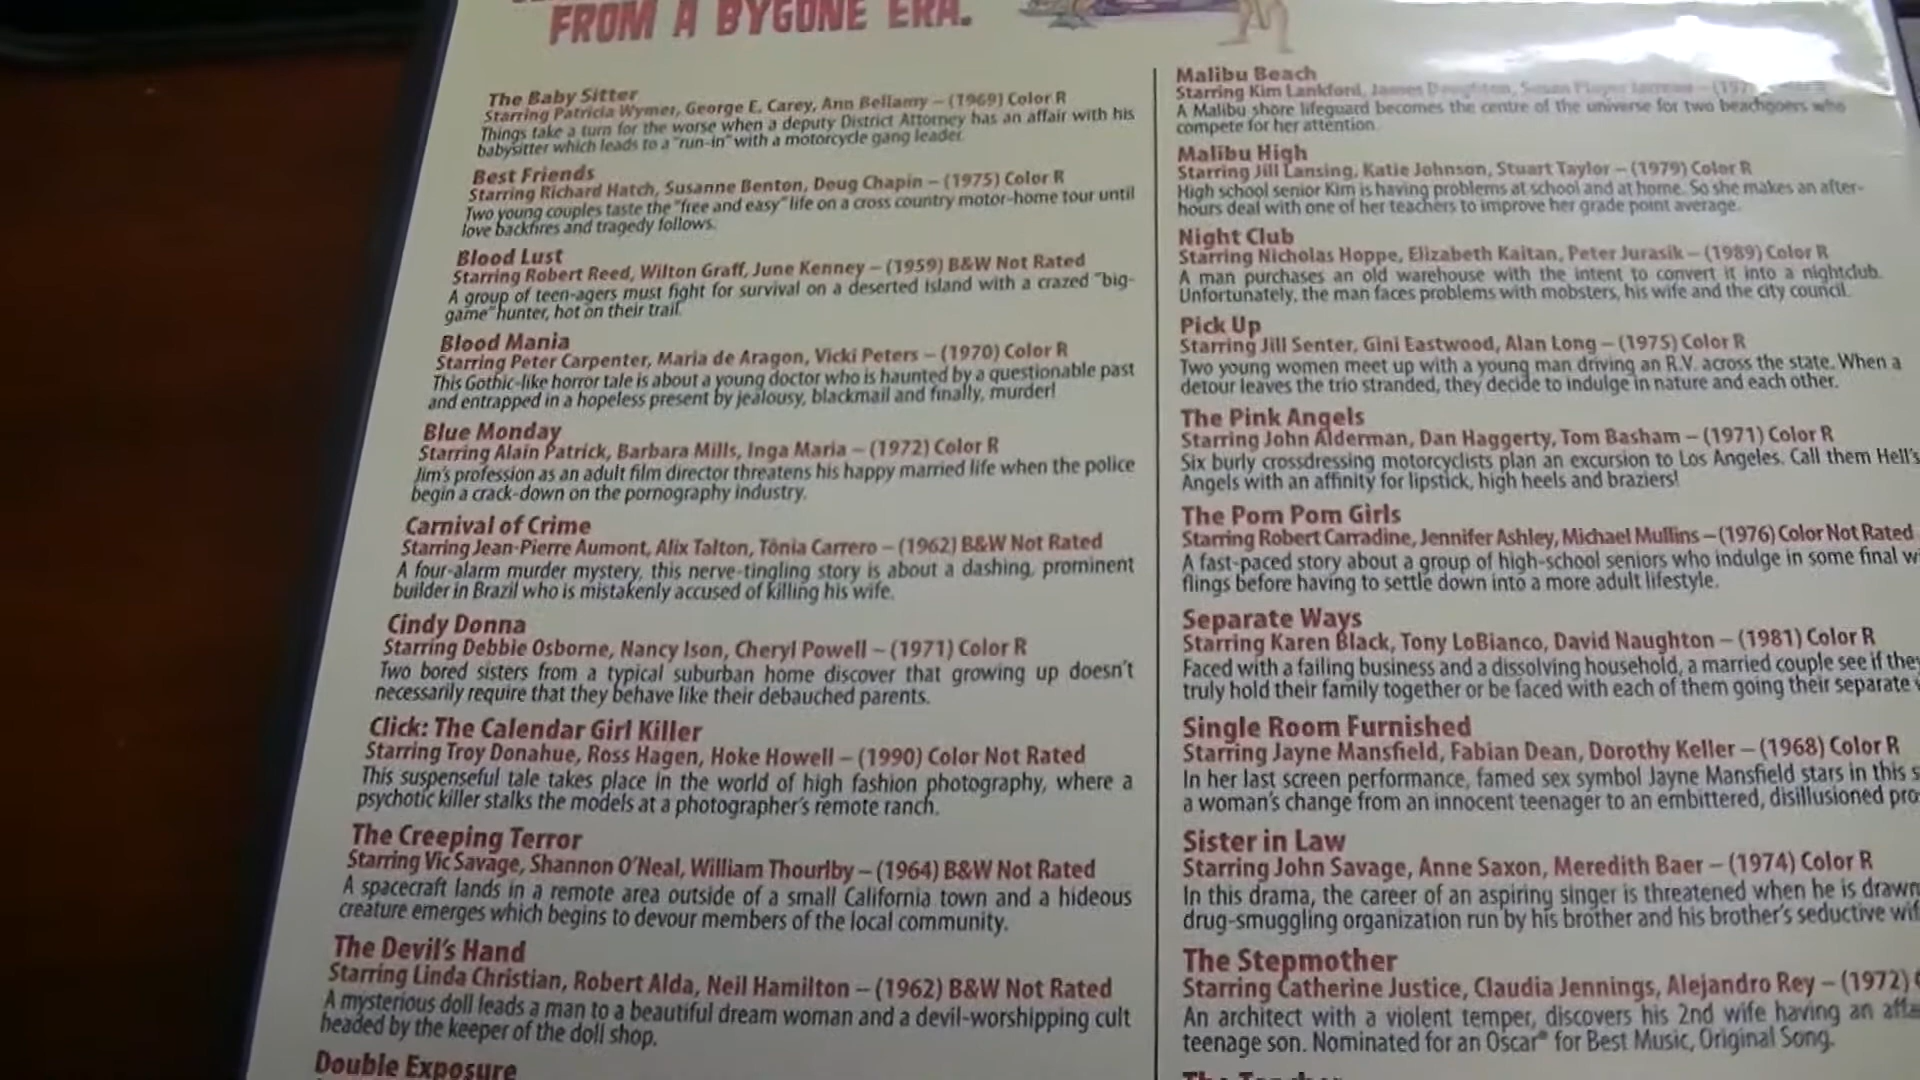 FROM A BYGONE ERA.
The Baby Sitter
Starring Patricia Wymer, George E. Carey, Ann Bellamy – (1969) Color R
Things take a turn for the worse when a deputy District Attorney has an affair with his
babysitter which leads to a "run-in" with a motorcycle gang leader.
Best Friends
Starring Richard Hatch, Susanne Benton, Doug Chapin – (1975) Color R
Two young couples taste the "free and easy" life on a cross country motor-home tour until
love backfires and tragedy follows.
Blood Lust
Starring Robert Reed, Wilton Graff, June Kenney – (1959) B&W Not Rated
A group of teen-agers must fight for survival on a deserted island with a crazed "big-
game" hunter, hot on their trail.
Blood Mania
Starring Peter Carpenter, Maria de Aragon, Vicki Peters – (1970) Color R
This Gothic-like horror tale is about a young doctor who is haunted by a questionable past
and entrapped in a hopeless present by jealousy, blackmail and finally, murder!
Blue Monday
Starring Alain Patrick, Barbara Mills, Inga Maria – (1972) Color R
Jim's profession as an adult film director threatens his happy married life when the police
begin a crack-down on the pornography industry.
Carnival of Crime
Starring Jean-Pierre Aumont, Alix Talton, Tônia Carrero – (1962) B&W Not Rated
A four-alarm murder mystery, this nerve-tingling story is about a dashing, prominent
builder in Brazil who is mistakenly accused of killing his wife.
Cindy Donna
Starring Debbie Osborne, Nancy Ison, Cheryl Powell – (1971) Color R
Two bored sisters from a typical suburban home discover that growing up doesn't
necessarily require that they behave like their debauched parents.
Click: The Calendar Girl Killer
Starring Troy Donahue, Ross Hagen, Hoke Howell – (1990) Color Not Rated
This suspenseful tale takes place in the world of high fashion photography, where a
psychotic killer stalks the models at a photographer's remote ranch.
The Creeping Terror
Starring Vic Savage, Shannon O'Neal, William Thourlby – (1964) B&W Not Rated
A spacecraft lands in a remote area outside of a small California town and a hideous
creature emerges which begins to devour members of the local community.
The Devil's Hand
Starring Linda Christian, Robert Alda, Neil Hamilton – (1962) B&W Not Rated
A mysterious doll leads a man to a beautiful dream woman and a devil-worshipping cult
headed by the keeper of the doll shop.
Double Exposure
Malibu Beach
Starring Kim Lankford, James Daughton, Susan Player
A Malibu shore lifeguard becomes the centre of the universe for two beachgoers who
compete for her attention.
Malibu High
Starring Jill Lansing, Katie Johnson, Stuart Taylor – (1979) Color R
High school senior Kim is having problems at school and at home. So she makes an after-
hours deal with one of her teachers to improve her grade point average.
Night Club
Starring Nicholas Hoppe, Elizabeth Kaitan, Peter Jurasik – (1989) Color R
A man purchases an old warehouse with the intent to convert it into a nightclub.
Unfortunately, the man faces problems with mobsters, his wife and the city council.
Pick Up
Starring Jill Senter, Gini Eastwood, Alan Long – (1975) Color R
Two young women meet up with a young man driving an R.V. across the state. When a
detour leaves the trio stranded, they decide to indulge in nature and each other.
The Pink Angels
Starring John Alderman, Dan Haggerty, Tom Basham – (1971) Color R
Six burly crossdressing motorcyclists plan an excursion to Los Angeles. Call them Hell's
Angels with an affinity for lipstick, high heels and braziers!
The Pom Pom Girls
Starring Robert Carradine, Jennifer Ashley, Michael Mullins – (1976) Color Not Rated
A fast-paced story about a group of high-school seniors who indulge in some final
flings before having to settle down into a more adult lifestyle.
Separate Ways
Starring Karen Black, Tony LoBianco, David Naughton – (1981) Color R
Faced with a failing business and a dissolving household, a married couple see if they
truly hold their family together or be faced with each of them going their separate
Single Room Furnished
Starring Jayne Mansfield, Fabian Dean, Dorothy Keller – (1968) Color R
In her last screen performance, famed sex symbol Jayne Mansfield stars in this
a woman's change from an innocent teenager to an embittered, disillusioned
Sister in Law
Starring John Savage, Anne Saxon, Meredith Baer – (1974) Color R
In this drama, the career of an aspiring singer is threatened when he is drawn
drug-smuggling organization run by his brother and his brother's seductive
The Stepmother
Starring Catherine Justice, Claudia Jennings, Alejandro Rey – (1972)
An architect with a violent temper, discovers his 2nd wife having an
teenage son. Nominated for an Oscar® for Best Music, Original Song.